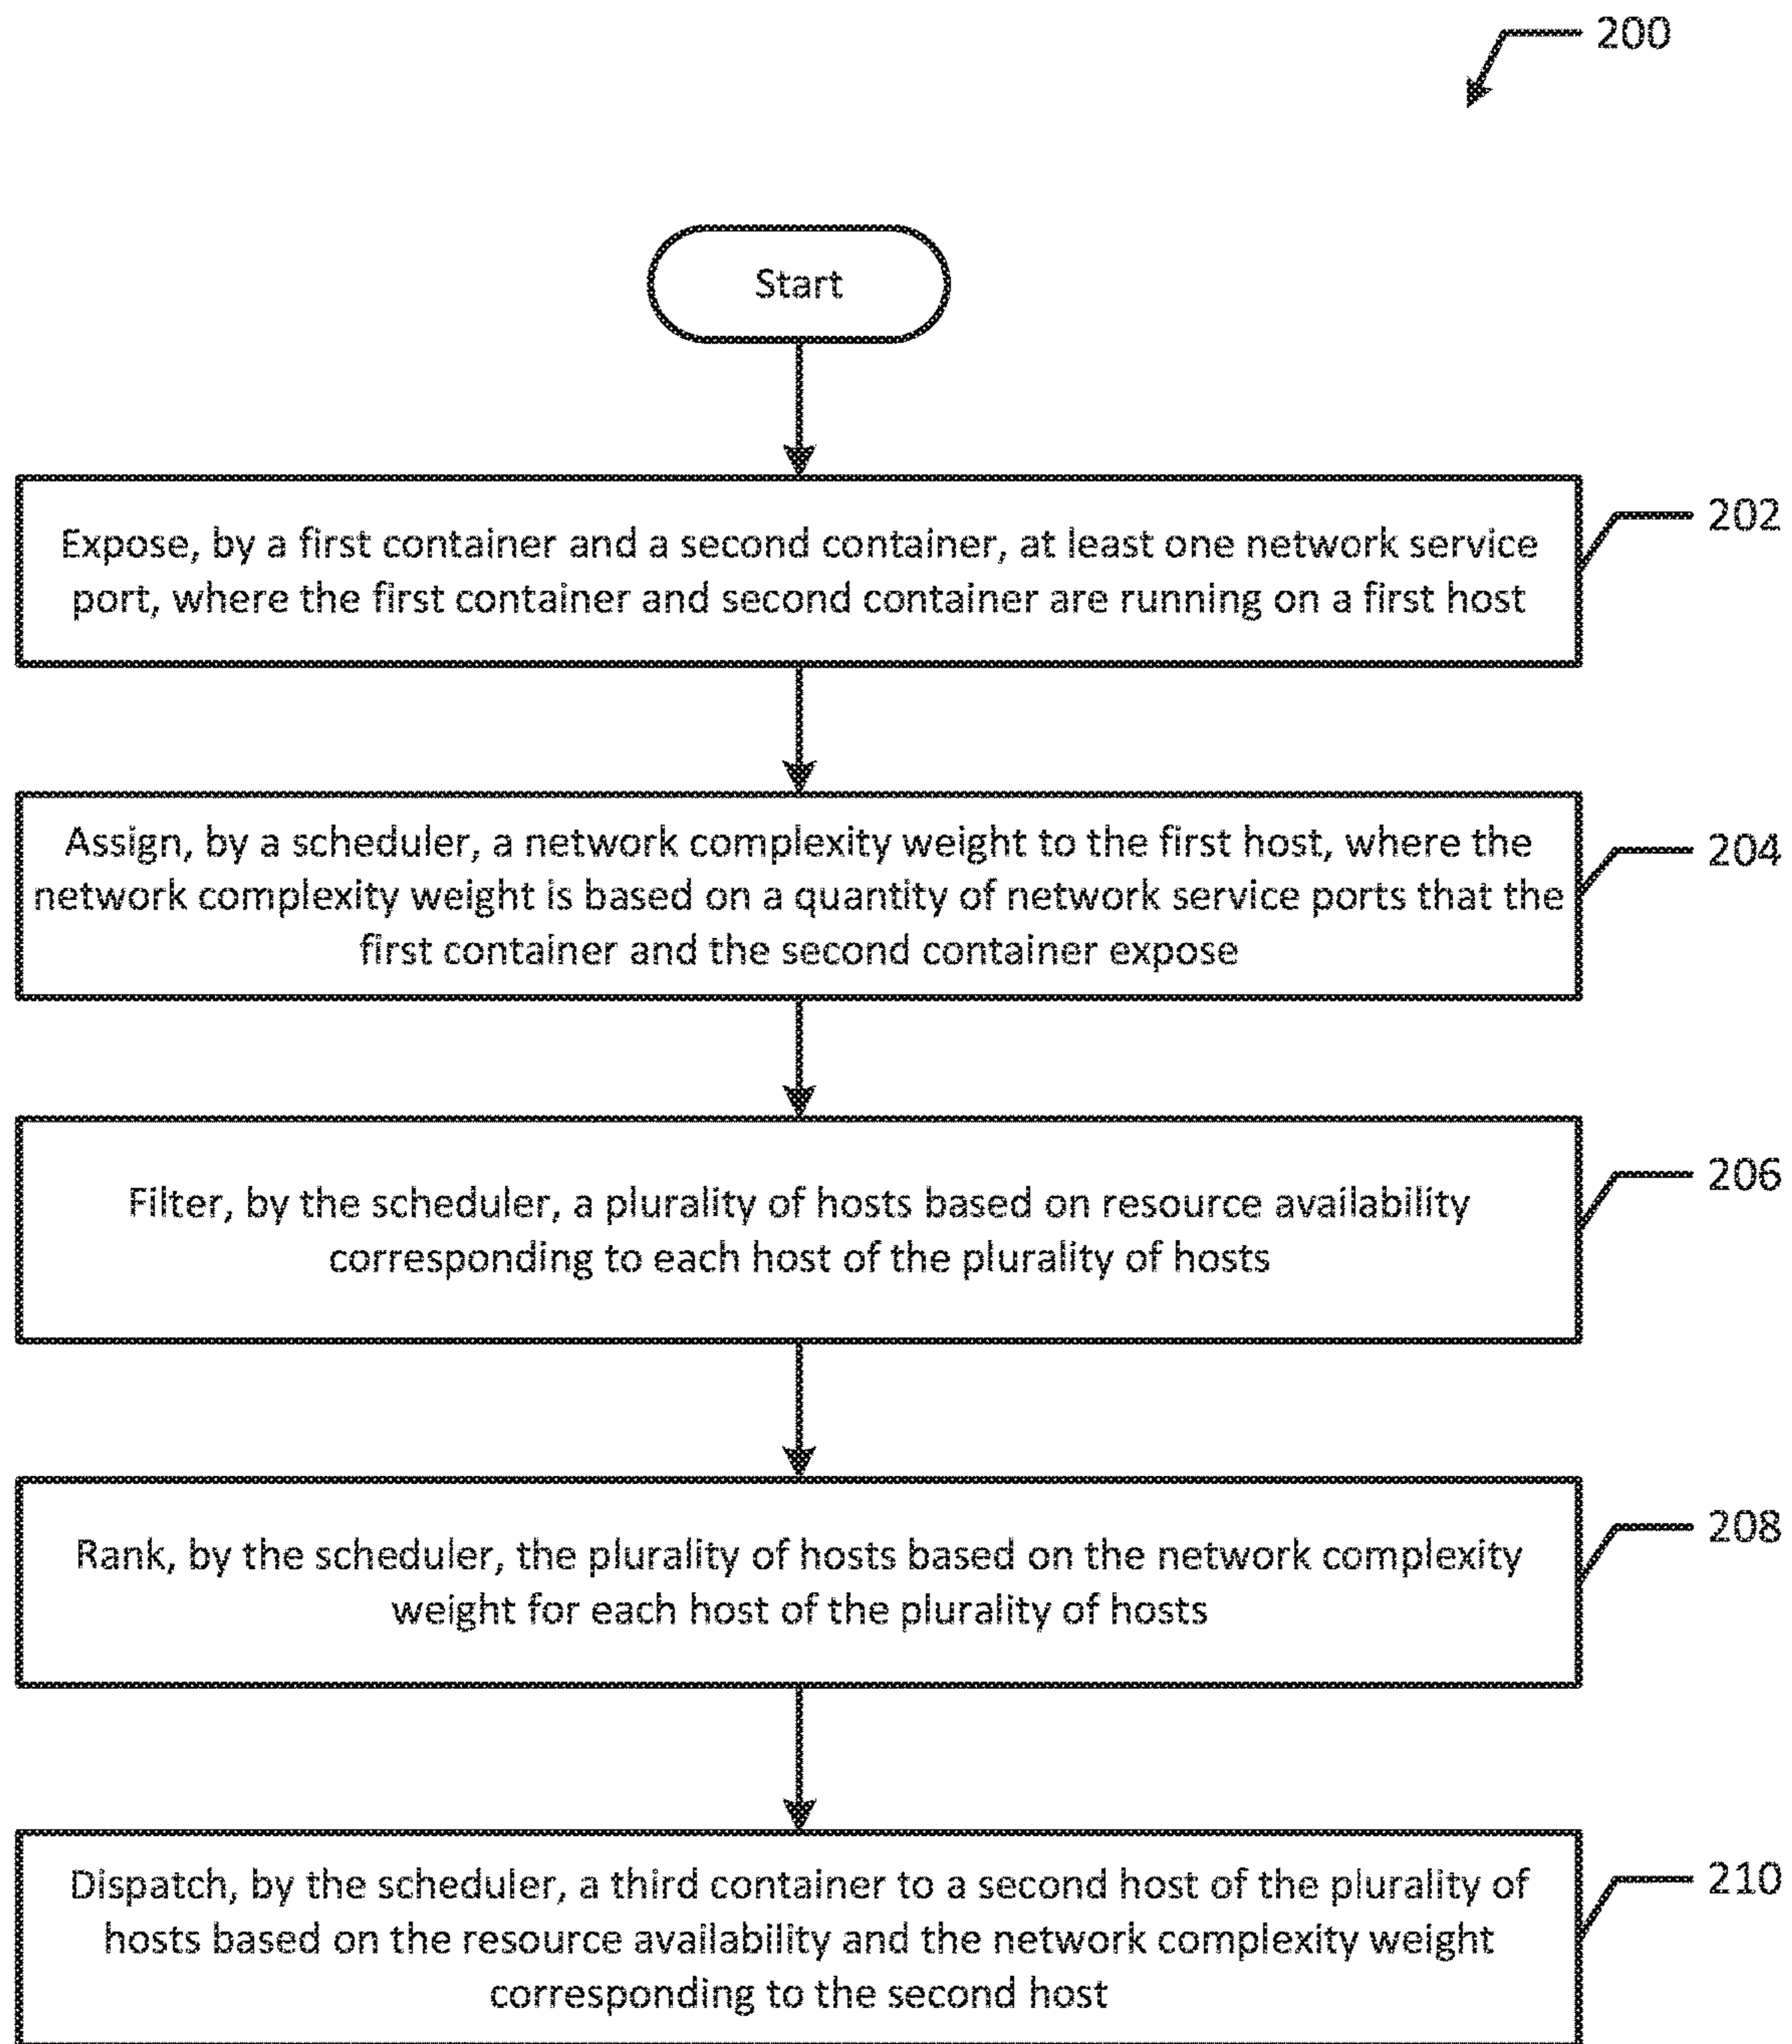 200
Start
Expose, by a first container and a second container, at least one network service
port, where the first container and second container are running on a first host
202
Assign, by a scheduler, a network complexity weight to the first host, where the
network complexity weight is based on a quantity of network service ports that the
first container and the second container expose
204
Filter, by the scheduler, a plurality of hosts based on resource availability
corresponding to each host of the plurality of hosts
206
Rank, by the scheduler, the plurality of hosts based on the network complexity
weight for each host of the plurality of hosts
208
Dispatch, by the scheduler, a third container to a second host of the plurality of
hosts based on the resource availability and the network complexity weight
corresponding to the second host
210